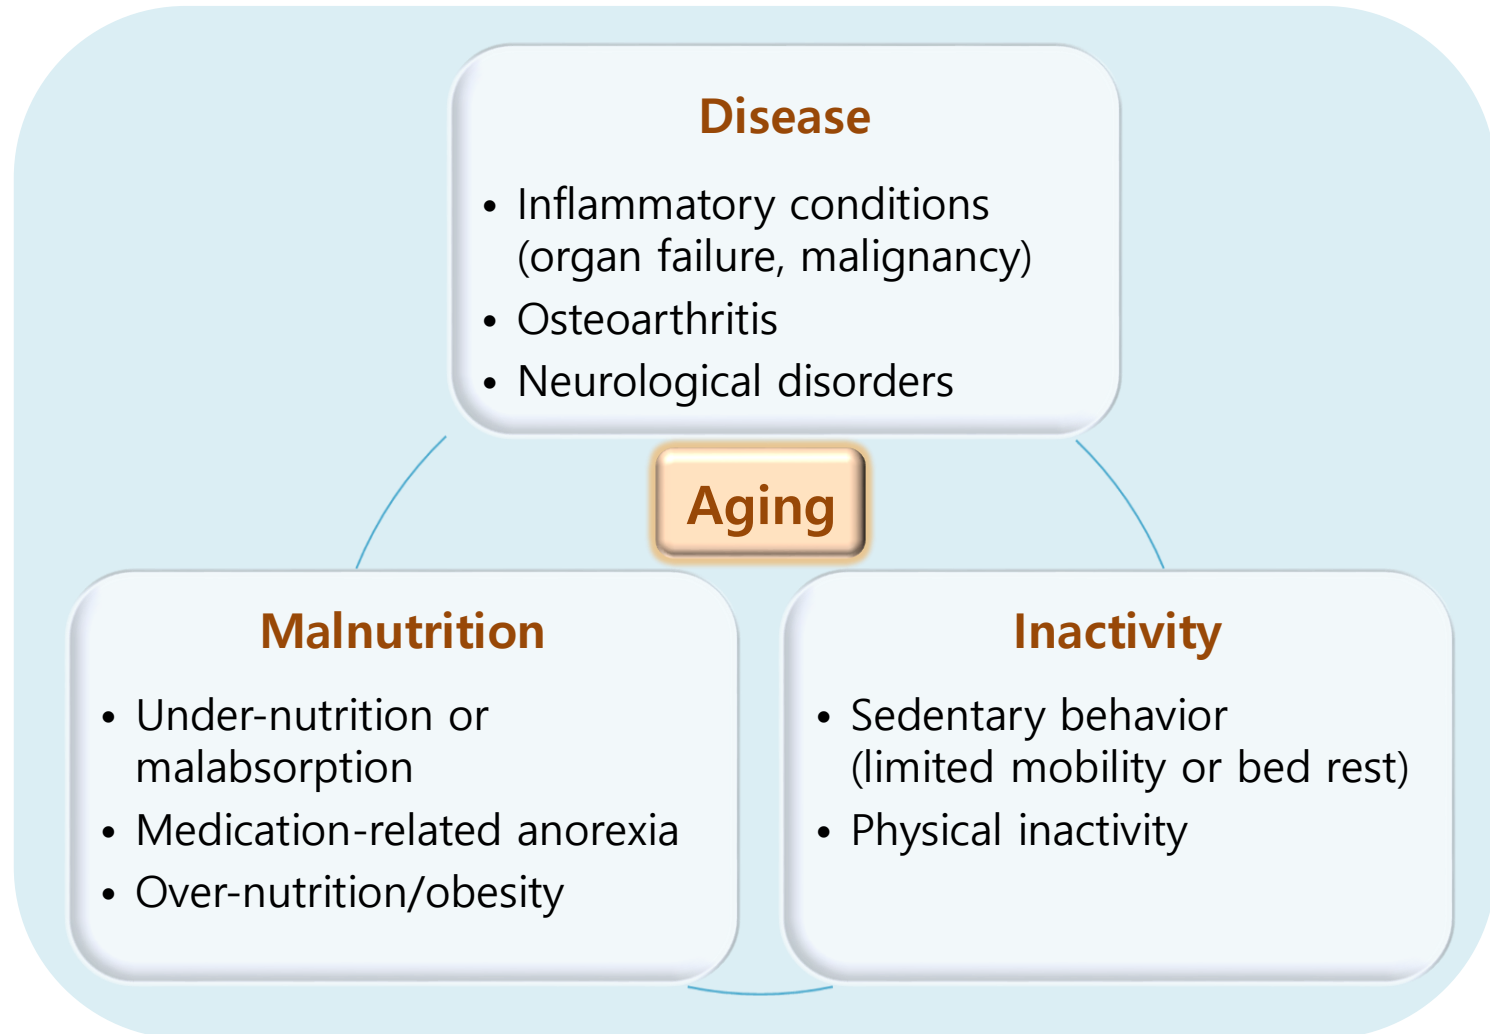 Disease
• Inflammatory conditions
(organ failure, malignancy)
• Osteoarthritis
• Neurological disorders
Aging
Malnutrition
• Under-nutrition or
malabsorption
• Medication-related anorexia
• Over-nutrition/obesity
Inactivity
• Sedentary behavior
(limited mobility or bed rest)
• Physical inactivity